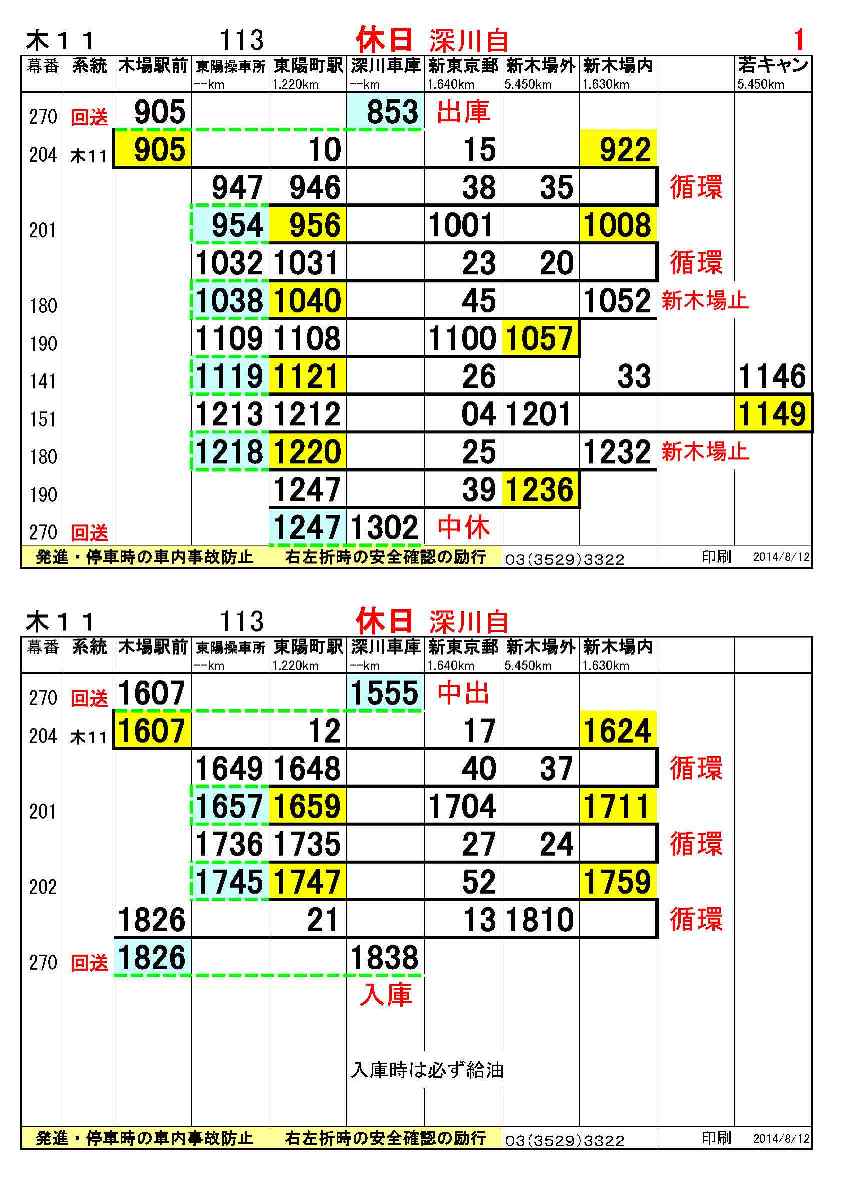 木１１ 113 休日 深川自 1
幕番 系統 木場駅前 東陽操車所 東陽町駅 深川車庫 新東京郵 新木場外 新木場内 若キャン
--km 1.220km --km 1.640km 5.450km 1.630km 5.450km
270 回送 905 853 出庫
204 木11 905 10 15 922
947 946 38 35 循環
201 954 956 1001 1008
1032 1031 23 20 循環
180 1038 1040 45 1052 新木場止
190 1109 1108 1100 1057
141 1119 1121 26 33 1146
151 1213 1212 04 1201 1149
180 1218 1220 25 1232 新木場止
190 1247 39 1236
270 回送 1247 1302 中休
発進・停車時の車内事故防止 右左折時の安全確認の励行 03(3529)3322 印刷 2014/8/12
木１１ 113 休日 深川自
幕番 系統 木場駅前 東陽操車所 東陽町駅 深川車庫 新東京郵 新木場外 新木場内
--km 1.220km --km 1.640km 5.450km 1.630km
270 回送 1607 1555 中出
204 木11 1607 12 17 1624
1649 1648 40 37 循環
201 1657 1659 1704 1711
1736 1735 27 24 循環
202 1745 1747 52 1759
1826 21 13 1810 循環
270 回送 1826 1838
入庫
入庫時は必ず給油
発進・停車時の車内事故防止 右左折時の安全確認の励行 03(3529)3322 印刷 2014/8/12